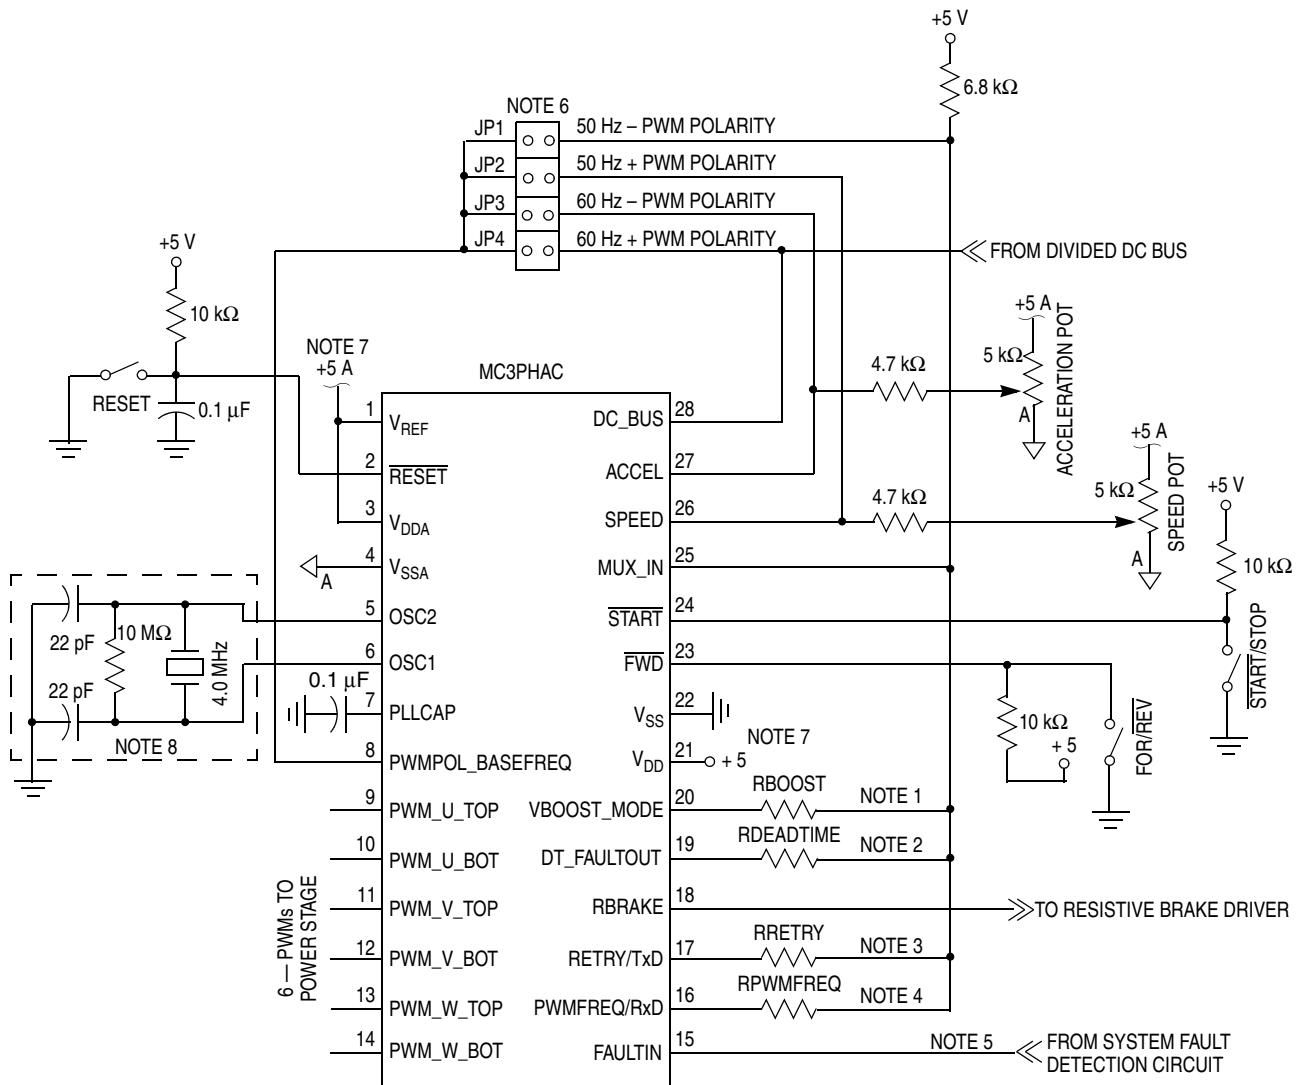 +5 V
6.8 kΩ
NOTE 6
JP1
50 Hz – PWM POLARITY
JP2
50 Hz + PWM POLARITY
JP3
60 Hz – PWM POLARITY
JP4
60 Hz + PWM POLARITY
FROM DIVIDED DC BUS
+5 V
10 kΩ
RESET
0.1 µF
NOTE 7
+5 A
MC3PHAC
4.7 kΩ
+5 A
5 kΩ
A
ACCELERATION POT
4.7 kΩ
+5 A
5 kΩ
A
SPEED POT
+5 V
10 kΩ
START/STOP
1
VREF
2
RESET
3
VDDA
4
VSSA
A
5
OSC2
6
OSC1
7
PLLCAP
8
PWMPOL_BASEFREQ
9
PWM_U_TOP
10
PWM_U_BOT
11
PWM_V_TOP
12
PWM_V_BOT
13
PWM_W_TOP
14
PWM_W_BOT
22 pF
10 MΩ
4.0 MHz
22 pF
NOTE 8
0.1 µF
6 — PWMs TO
POWER STAGE
DC_BUS
28
ACCEL
27
SPEED
26
MUX_IN
25
START
24
FWD
23
VSS
22
VDD
21
NOTE 7
+ 5
10 kΩ
+ 5
FOR/REV
VBOOST_MODE
20
RBOOST
NOTE 1
DT_FAULTOUT
19
RDEADTIME
NOTE 2
RBRAKE
18
TO RESISTIVE BRAKE DRIVER
RETRY/TxD
17
RRETRY
NOTE 3
PWMFREQ/RxD
16
RPWMFREQ
NOTE 4
FAULTIN
15
NOTE 5
FROM SYSTEM FAULT
DETECTION CIRCUIT